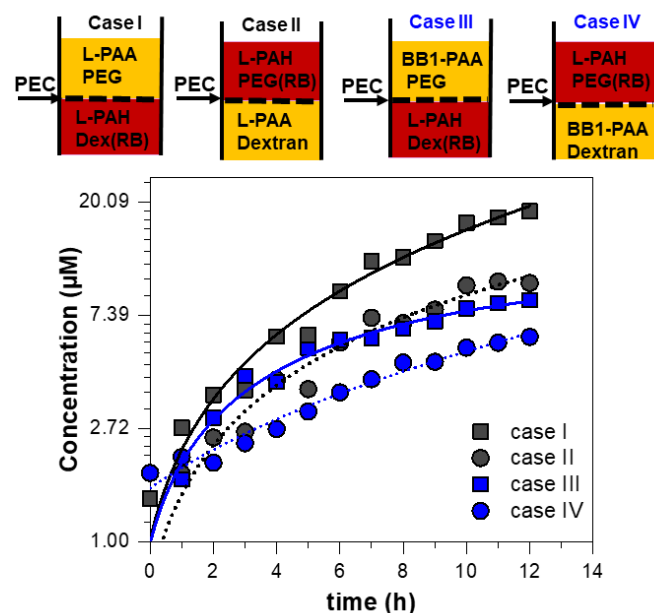 Case I
Case II
Case III
Case IV
PEC
L-PAA
PEG
L-PAH
Dex(RB)
PEC
L-PAH
PEG(RB)
L-PAA
Dextran
PEC
BB1-PAA
PEG
L-PAH
Dex(RB)
PEC
L-PAH
PEG(RB)
BB1-PAA
Dextran
Concentration (µM)
20.09
7.39
2.72
1.00
case I
case II
case III
case IV
0 2 4 6 8 10 12 14
time (h)